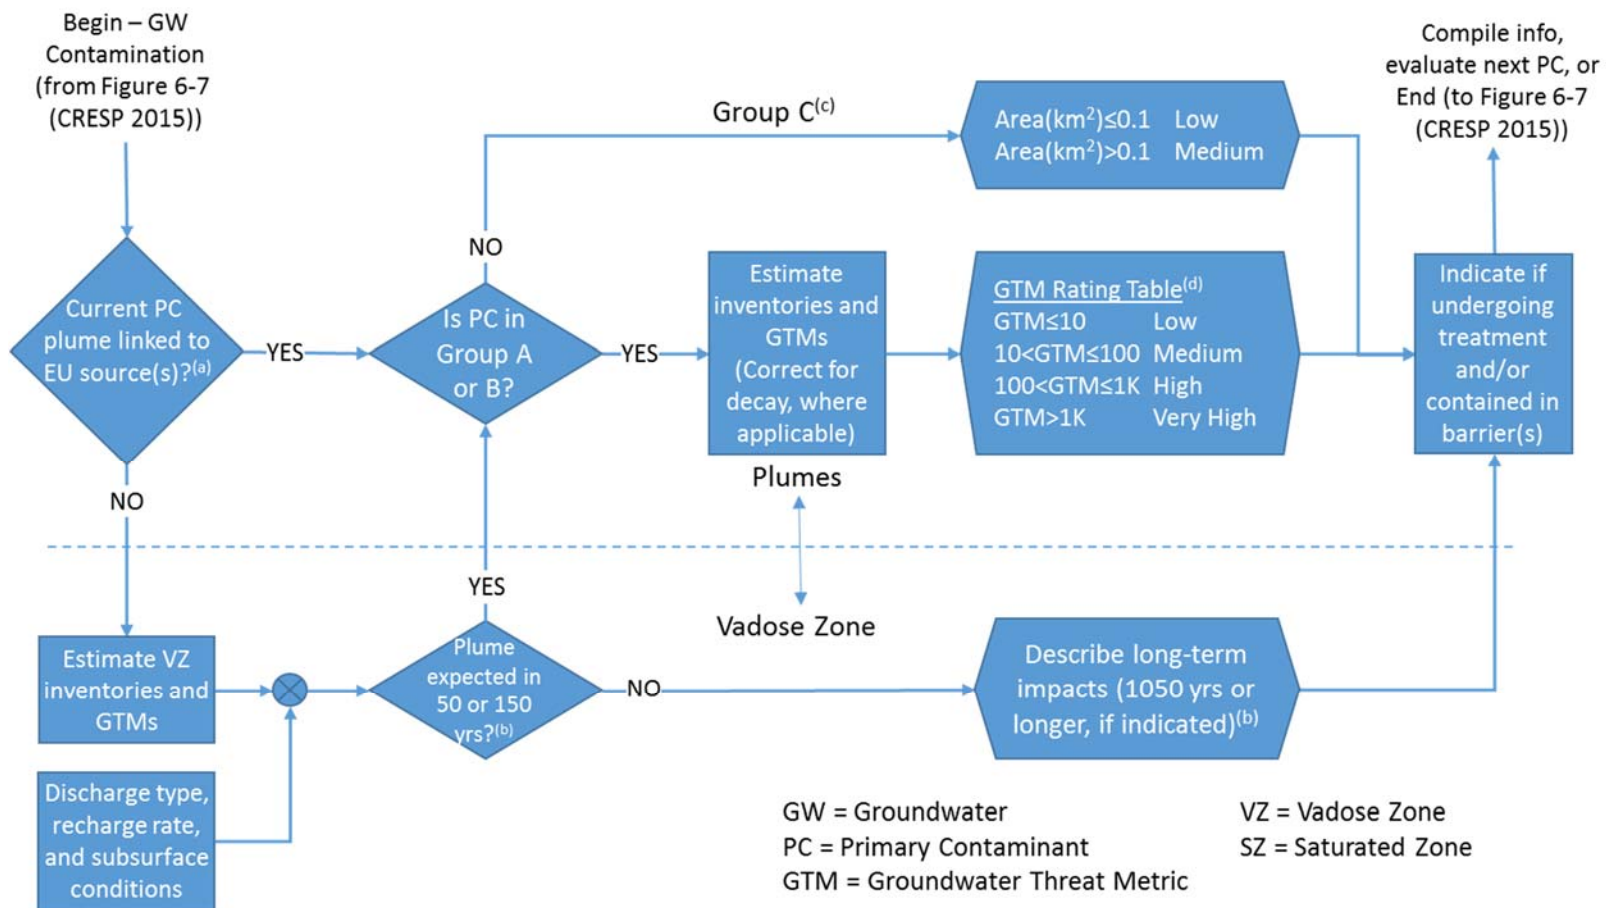 Begin – GW
Contamination
(from Figure 6-7
(CRESP 2015))
Compile info,
evaluate next PC, or
End (to Figure 6-7
(CRESP 2015))
Group C(c)
Area(km2)≤0.1 Low
Area(km2)>0.1 Medium
NO
Current PC
plume linked to
EU source(s)?(a)
YES
Is PC in
Group A
or B?
YES
Estimate
inventories and
GTMs
(Correct for
decay, where
applicable)
GTM Rating Table(d)
GTM≤10 Low
10<GTM≤100 Medium
100<GTM≤1K High
GTM>1K Very High
Indicate if
undergoing
treatment
and/or
contained in
barrier(s)
NO
Plumes
YES
Vadose Zone
Estimate VZ
inventories and
GTMs
Plume
expected in
50 or 150
yrs?(b)
NO
Describe long-term
impacts (1050 yrs or
longer, if indicated)(b)
Discharge type,
recharge rate,
and subsurface
conditions
GW = Groundwater
PC = Primary Contaminant
GTM = Groundwater Threat Metric
VZ = Vadose Zone
SZ = Saturated Zone